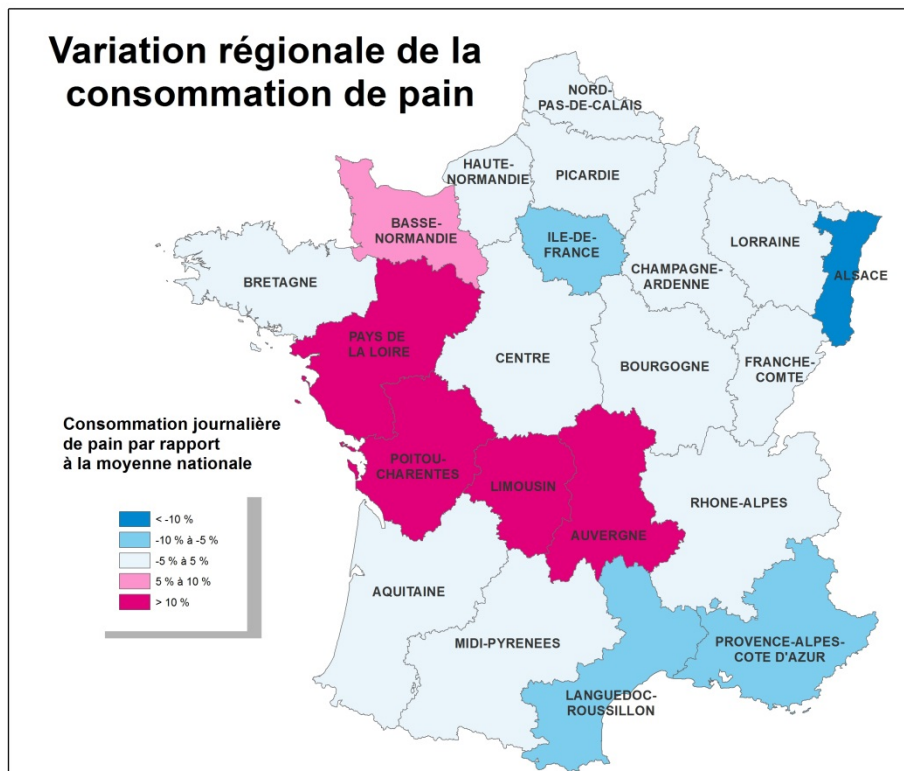 Variation régionale de la
consommation de pain
NORD-
PAS-DE-CALAIS
HAUTE-
NORMANDIE
PICARDIE
BASSE-
NORMANDIE
ILE-DE-
FRANCE
LORRAINE
CHAMPAGNE-
ARDENNE
ALSACE
BRETAGNE
PAYS DE
LA LOIRE
CENTRE
BOURGOGNE
FRANCHE-
COMTE
Consommation journalière
de pain par rapport
à la moyenne nationale
< -10 %
-10 % à -5 %
-5 % à 5 %
5 % à 10 %
> 10 %
POITOU-
CHARENTES
LIMOUSIN
AUVERGNE
RHONE-ALPES
AQUITAINE
MIDI-PYRENEES
LANGUEDOC-
ROUSSILLON
PROVENCE-ALPES-
COTE D'AZUR